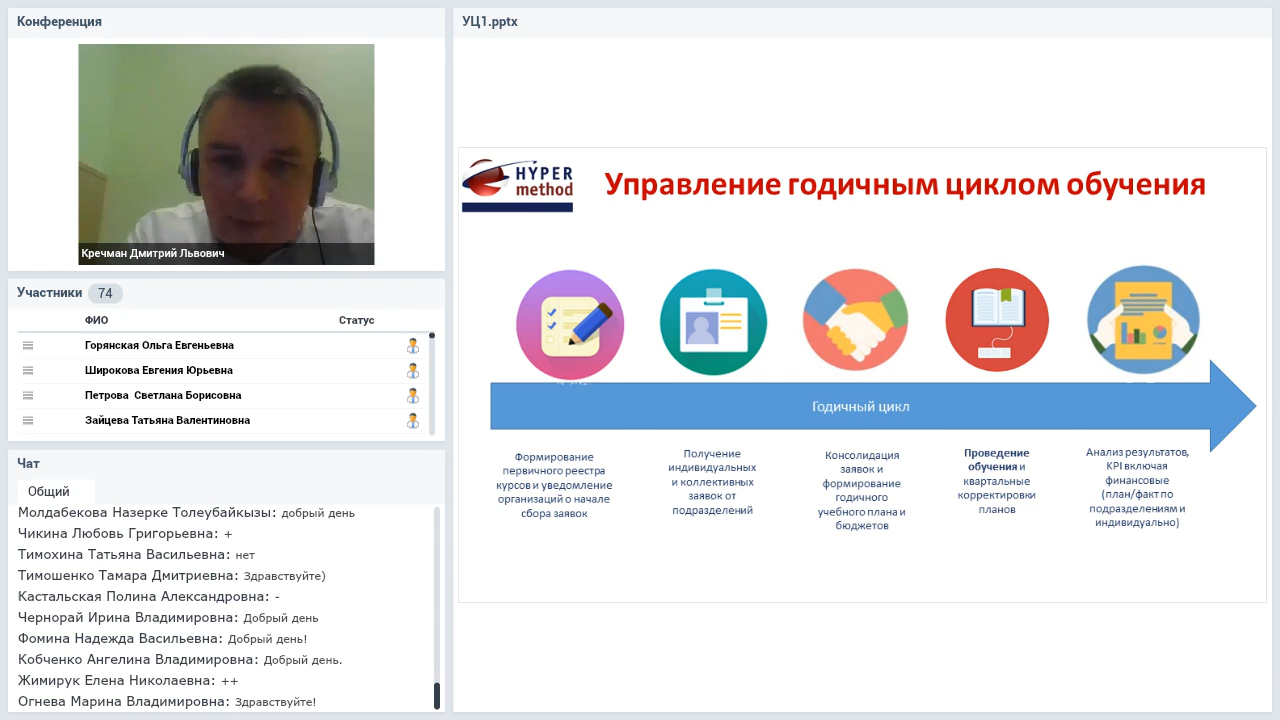 Конференция
Кречман Дмитрий Львович
Участники 74
ФИО Статус
Горянская Ольга Евгеньевна
Широкова Евгения Юрьевна
Петрова Светлана Борисовна
Зайцева Татьяна Валентиновна
Чат
Общий
Молдабекова Назерке Толеубайкызы: добрый день
Чикина Любовь Григорьевна: +
Тимохина Татьяна Васильевна: нет
Тимошенко Тамара Дмитриевна: Здравствуйте)
Кастальская Полина Александровна: -
Чернорай Ирина Владимировна: Добрый день
Фомина Надежда Васильевна: Добрый день!
Кобченко Ангелина Владимировна: Добрый день.
Жимирук Елена Николаевна: ++
Огнева Марина Владимировна: Здравствуйте!
УЦ1.pptx
HYPER
method
Управление годичным циклом обучения
Годичный цикл
Формирование
первичного реестра
курсов и уведомление
организаций о начале
сбора заявок
Получение
индивидуальных
и коллективных
заявок от
подразделений
Консолидация
заявок и
формирование
годичного
учебного плана и
бюджетов
Проведение
обучения и
квартальные
корректировки
планов
Анализ результатов,
KPI включая
финансовые
(план/факт по
подразделениям и
индивидуально)